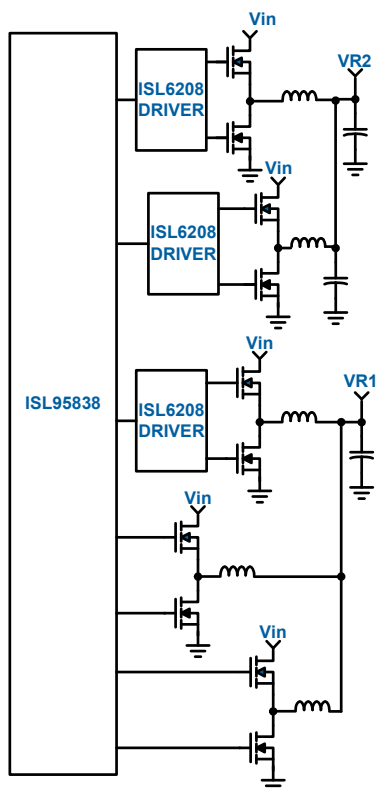 Vin
VR2
ISL6208
DRIVER
Vin
ISL6208
DRIVER
Vin
VR1
ISL6208
DRIVER
ISL95838
Vin
Vin